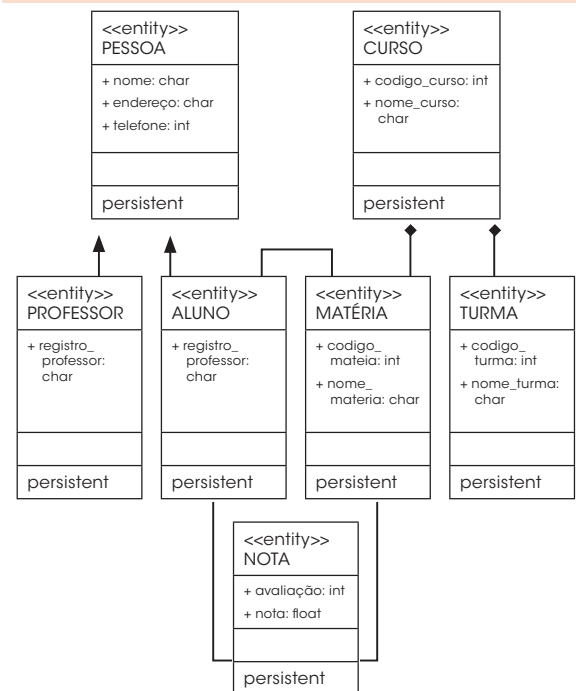 <<entity>>
PESSOA
+ nome: char
+ endereço: char
+ telefone: int
persistent
<<entity>>
CURSO
+ codigo_curso: int
+ nome_curso:
char
persistent
<<entity>>
PROFESSOR
+ registro_
professor:
char
persistent
<<entity>>
ALUNO
+ registro_
professor:
char
persistent
<<entity>>
MATÉRIA
+ codigo_
mateia: int
+ nome_
materia: char
persistent
<<entity>>
TURMA
+ codigo_
turma: int
+ nome_turma:
char
persistent
<<entity>>
NOTA
+ avaliação: int
+ nota: float
persistent